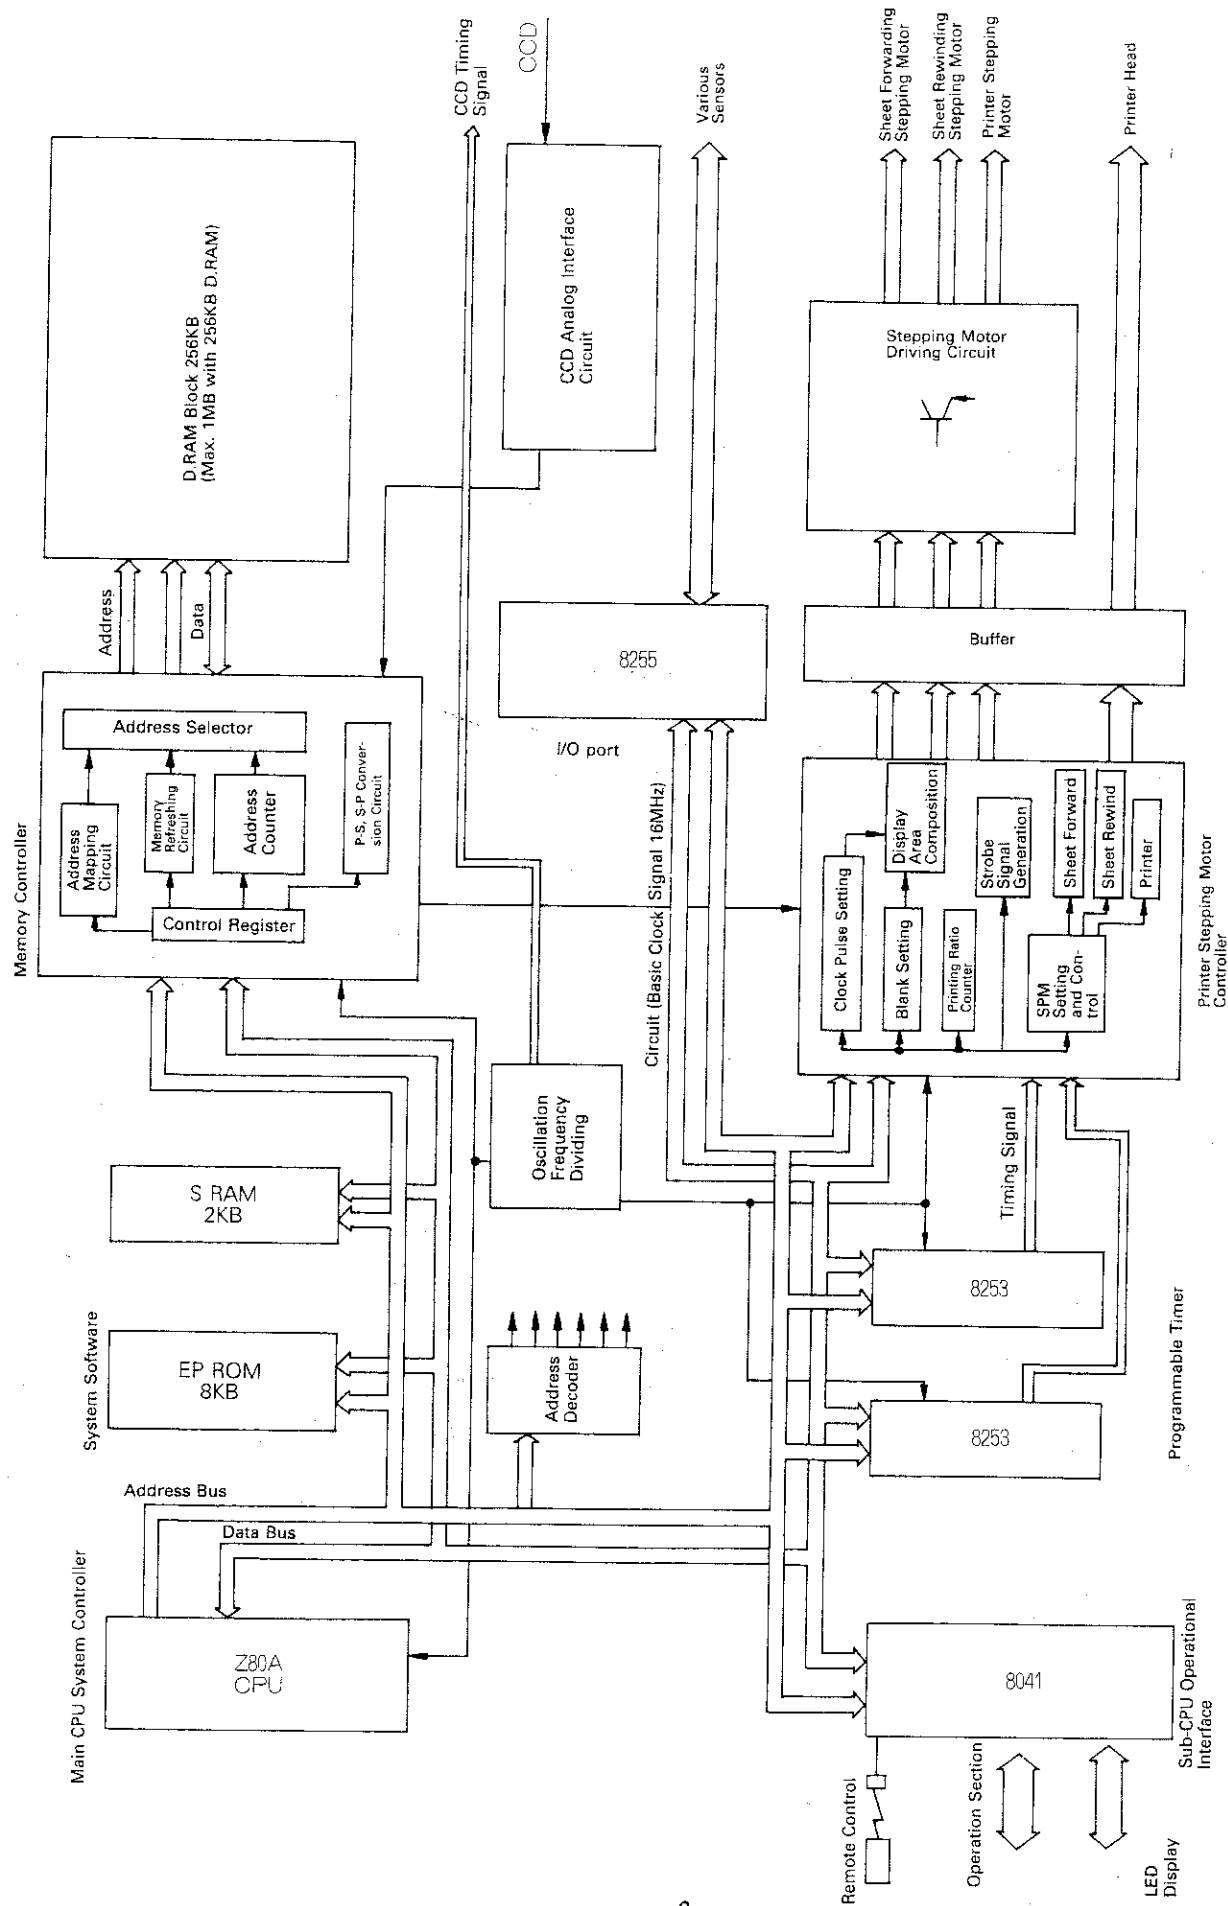 Main CPU System Controller
Z80A
CPU
Address Bus
Data Bus
System Software
EP ROM
8KB
S RAM
2KB
Memory Controller
Address
Mapping
Circuit
Memory
Refreshing
Circuit
Address
Counter
Control Register
Address Selector
P-S, S-P Conver-
sion Circuit
Address
Data
D.RAM Block 256KB
(Max. 1MB with 256KB D.RAM)
CCD Timing
Signal
CCD
CCD Analog Interface
Circuit
Address
Decoder
Oscillation
Frequency
Dividing
Circuit (Basic Clock Signal 16MHz)
I/O port
8255
Various
Sensors
Remote Control
Operation Section
LED
Display
8041
Sub-CPU Operational
Interface
8253
8253
Programmable Timer
Timing Signal
Clock Pulse Setting
Blank Setting
Printing Ratio
Counter
SPM
Setting
and Con-
trol
Display
Area
Composition
Strobe
Signal
Generation
Sheet Forward
Sheet Rewind
Printer
Printer Stepping Motor
Controller
Buffer
Stepping Motor
Driving Circuit
Sheet Forwarding
Stepping Motor
Sheet Rewinding
Stepping Motor
Printer Stepping
Motor
Printer Head